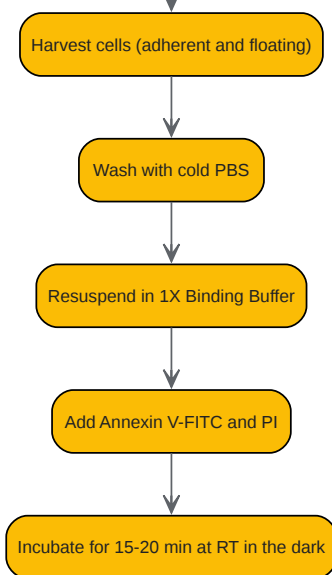 Harvest cells (adherent and floating)
Wash with cold PBS
Resuspend in 1X Binding Buffer
Add Annexin V-FITC and PI
Incubate for 15-20 min at RT in the dark